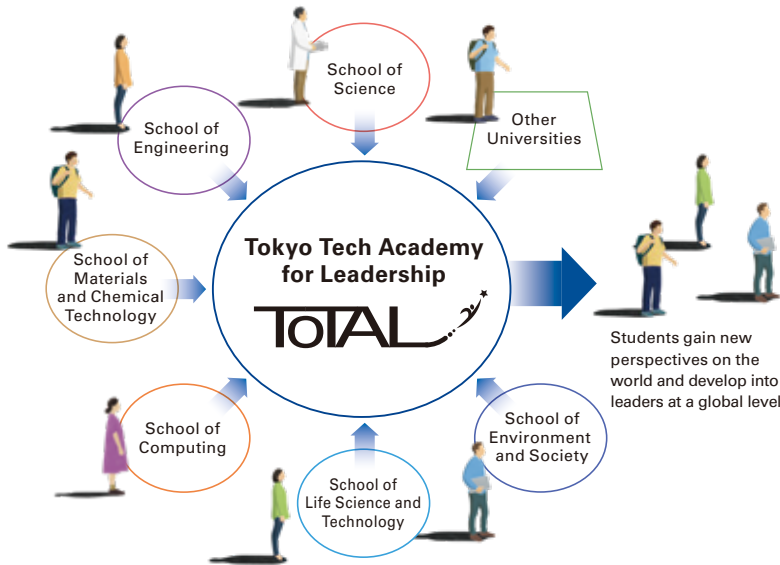 School of
Science
School of
Engineering
Other
Universities
Tokyo Tech Academy
for Leadership
ToTAL
School of
Materials
and Chemical
Technology
Students gain new
perspectives on the
world and develop into
leaders at a global level
School of
Computing
School of
Environment
and Society
School of
Life Science and
Technology